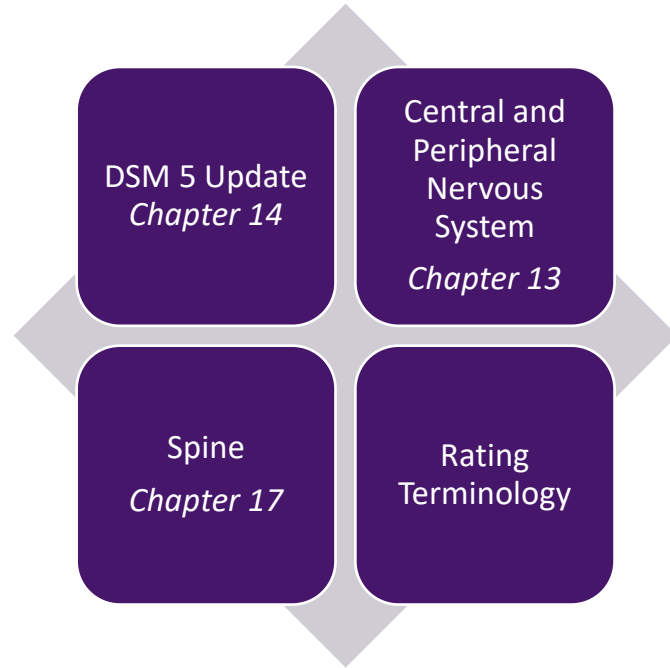 DSM 5 Update
Chapter 14
Central and
Peripheral
Nervous
System
Chapter 13
Spine
Chapter 17
Rating
Terminology